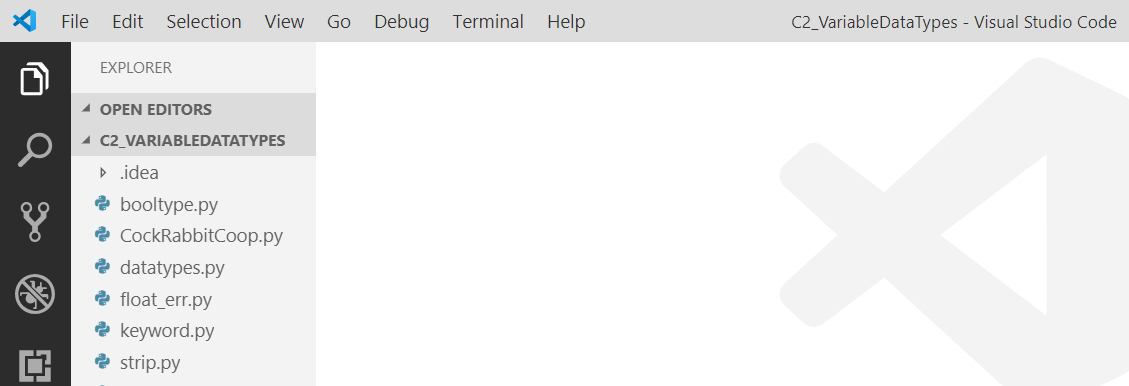 File Edit Selection View Go Debug Terminal Help C2_VariableDataTypes - Visual Studio Code
EXPLORER
OPEN EDITORS
C2_VARIABLEDATATYPES
.idea
booltype.py
CockRabbitCoop.py
datatypes.py
float_err.py
keyword.py
strip.py